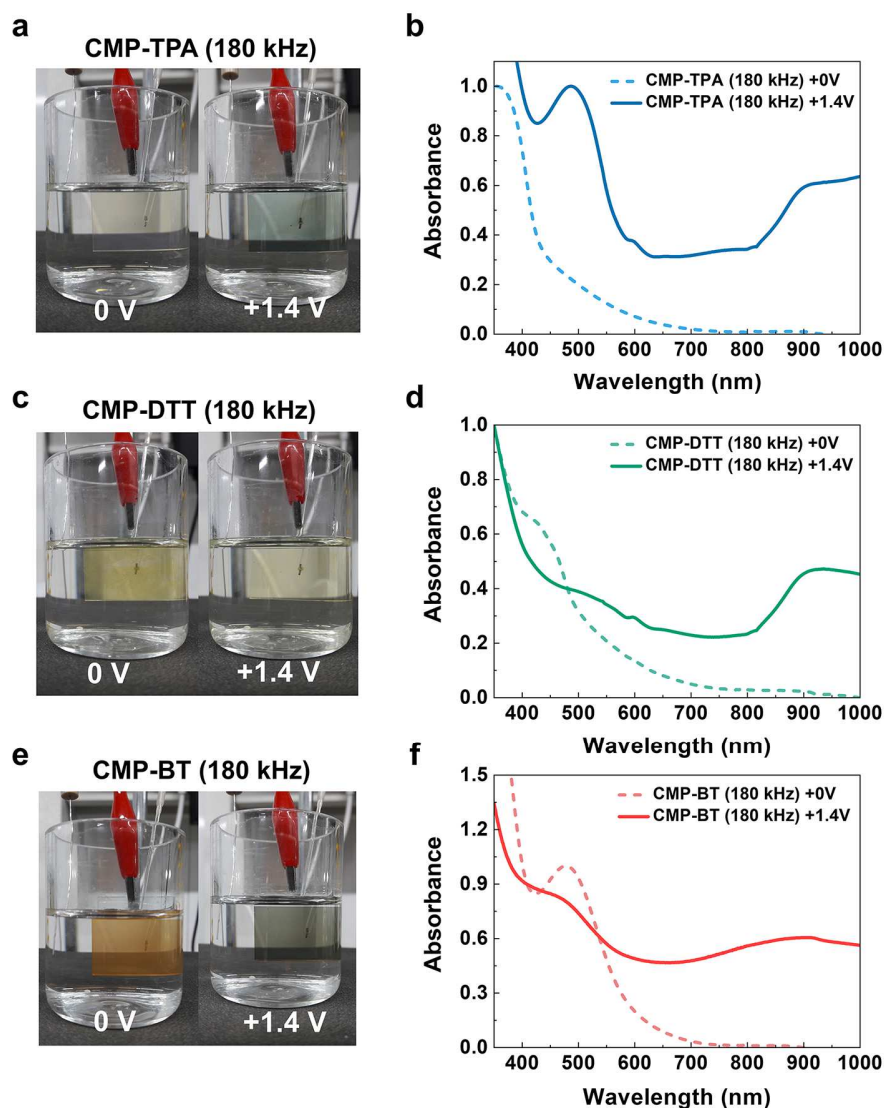 a
CMP-TPA (180 kHz)
0 V
+1.4 V
b
CMP-TPA (180 kHz) +0V
CMP-TPA (180 kHz) +1.4V
Absorbance
1.0
0.8
0.6
0.4
0.2
0.0
400 500 600 700 800 900 1000
Wavelength (nm)
c
CMP-DTT (180 kHz)
0 V
+1.4 V
d
CMP-DTT (180 kHz) +0V
CMP-DTT (180 kHz) +1.4V
Absorbance
1.0
0.8
0.6
0.4
0.2
0.0
400 500 600 700 800 900 1000
Wavelength (nm)
e
CMP-BT (180 kHz)
0 V
+1.4 V
f
CMP-BT (180 kHz) +0V
CMP-BT (180 kHz) +1.4V
Absorbance
1.5
1.2
0.9
0.6
0.3
0.0
400 500 600 700 800 900 1000
Wavelength (nm)